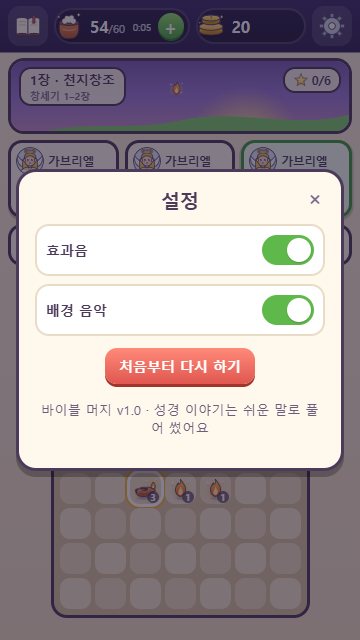 54/60 0:05 + 20
1장 · 천지창조
창세기 1–2장
0/6
가브리엘 가브리엘 가브리엘
설정 ×
효과음
배경 음악
처음부터 다시 하기
바이블 머지 v1.0 · 성경 이야기는 쉬운 말로 풀
어 썼어요
3 1 1